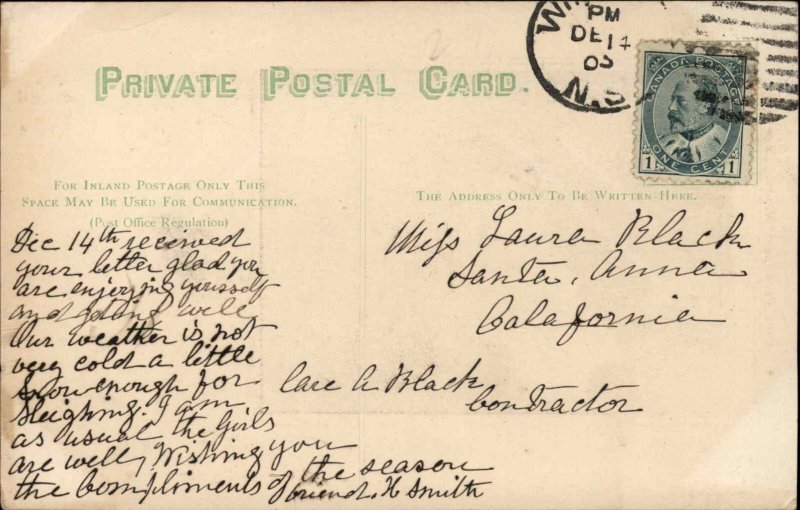 PM
DE 14
N.S
CANADA POSTAGE
1 ONE CENT 1
PRIVATE POSTAL CARD.
FOR INLAND POSTAGE ONLY THIS
SPACE MAY BE USED FOR COMMUNICATION.
(Post Office Regulation)
THE ADDRESS ONLY TO BE WRITTEN HERE.
Dec 14th received
your letter glad you
are enjoying yourself
and going well
Our weather is not
very cold a little
snow enough for
sleighing. I am
as usual the Girls
are well, Wishing you
the Compliments of the season
friend. H Smith
Miss Laura Black
Santa, Anna
Calafornia
Care A Black
Contractor